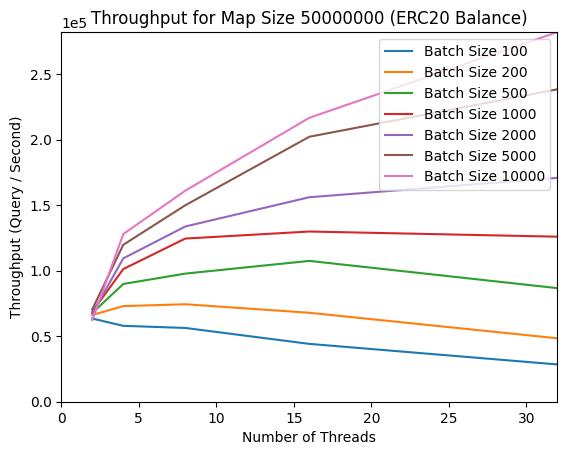 Throughput for Map Size 50000000 (ERC20 Balance)
1e5
Batch Size 100
Batch Size 200
Batch Size 500
Batch Size 1000
Batch Size 2000
Batch Size 5000
Batch Size 10000
2.5
2.0
1.5
1.0
0.5
0.0
Throughput (Query / Second)
0 5 10 15 20 25 30
Number of Threads